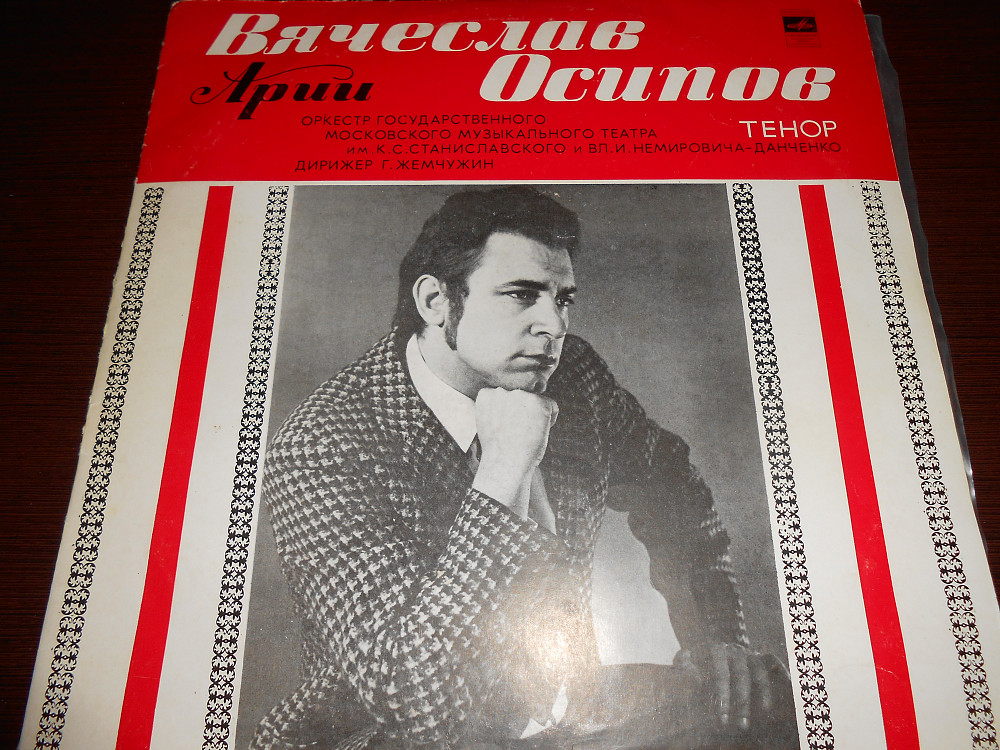 Вячеслав
Арии Осипов
ОРКЕСТР ГОСУДАРСТВЕННОГО
МОСКОВСКОГО МУЗЫКАЛЬНОГО ТЕАТРА
ИМ. К. С. СТАНИСЛАВСКОГО И ВЛ. И. НЕМИРОВИЧА-ДАНЧЕНКО
ДИРИЖЕР Г. ЖЕМЧУЖИН
ТЕНОР